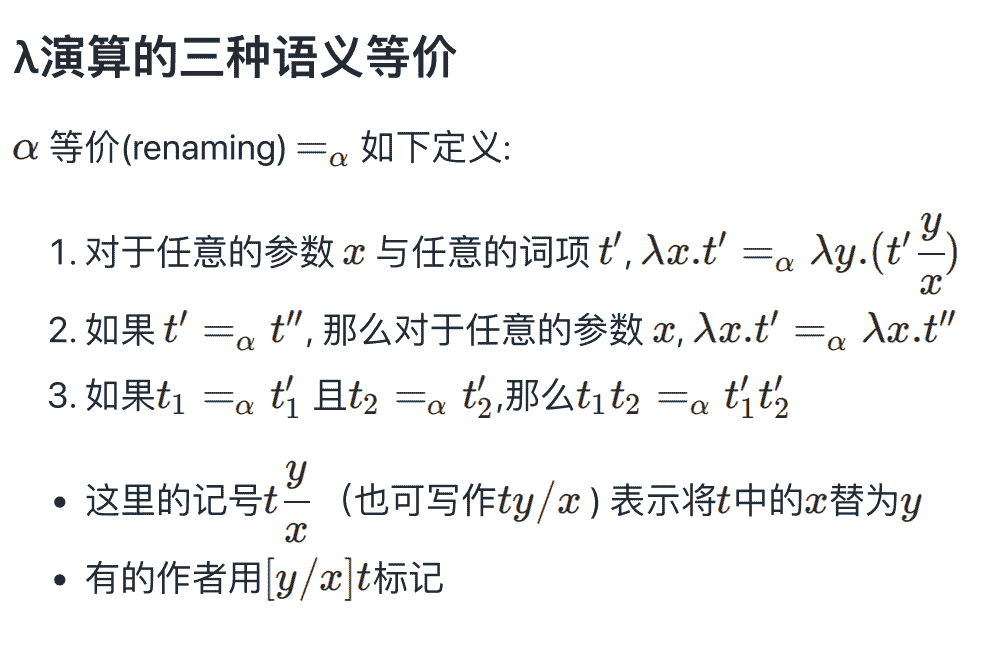 λ演算的三种语义等价
α 等价(renaming) =α 如下定义:
1. 对于任意的参数 x 与任意的词项 t′, λx.t′ =α λy.(t′ y/x)
2. 如果 t′ =α t″, 那么对于任意的参数 x, λx.t′ =α λx.t″
3. 如果t₁ =α t₁′ 且t₂ =α t₂′,那么t₁t₂ =α t₁′t₂′
• 这里的记号t y/x （也可写作ty/x ) 表示将t中的x替为y
• 有的作者用[y/x]t标记